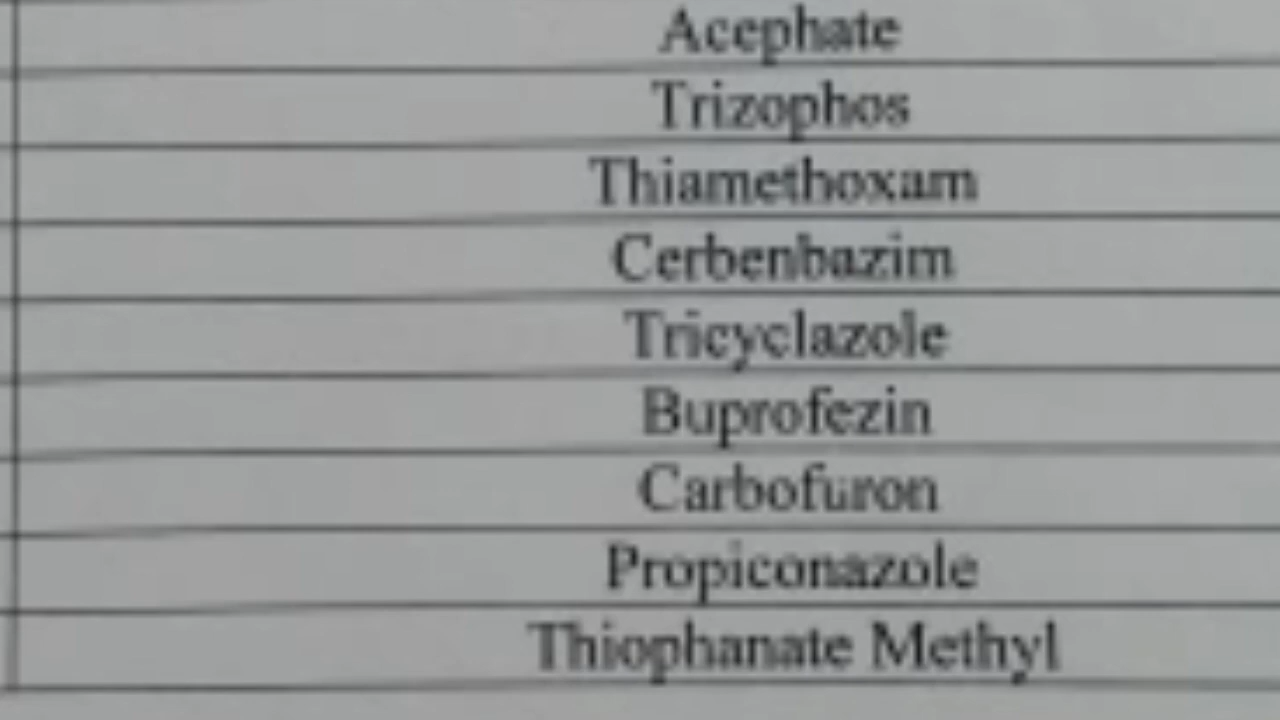 Acephate
Trizophos
Thiamethoxam
Cerbenbazim
Tricyclazole
Buprofezin
Carbofuron
Propiconazole
Thiophanate Methyl